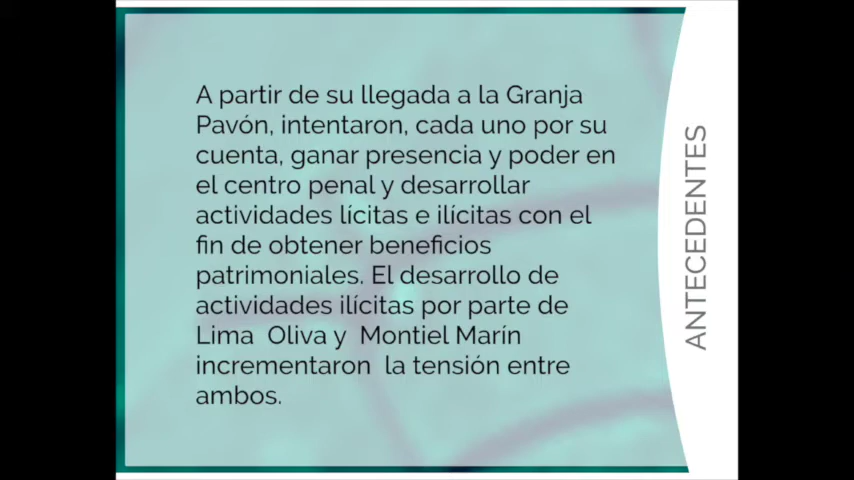 A partir de su llegada a la Granja
Pavón, intentaron, cada uno por su
cuenta, ganar presencia y poder en
el centro penal y desarrollar
actividades lícitas e ilícitas con el
fin de obtener beneficios
patrimoniales. El desarrollo de
actividades ilícitas por parte de
Lima Oliva y Montiel Marín
incrementaron la tensión entre
ambos.
ANTECEDENTES